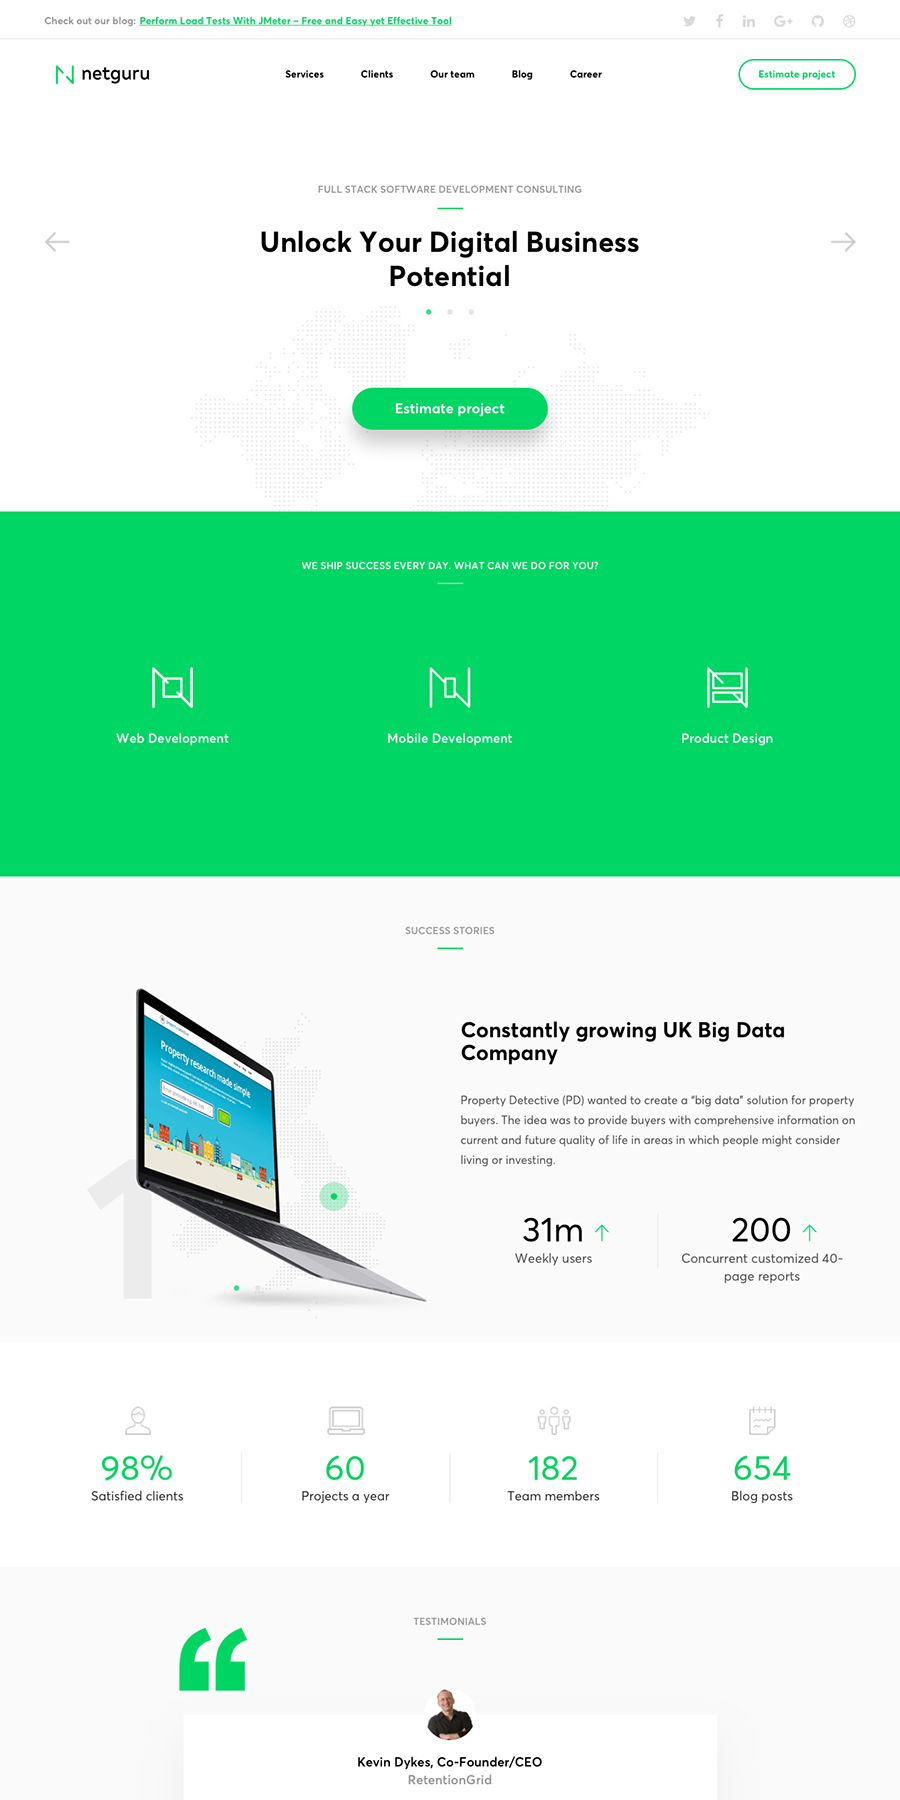 Check out our blog: Perform Load Tests With JMeter – Free and Easy yet Effective Tool
netguru
Services
Clients
Our team
Blog
Career
Estimate project
FULL STACK SOFTWARE DEVELOPMENT CONSULTING
Unlock Your Digital Business
Potential
Estimate project
WE SHIP SUCCESS EVERY DAY. WHAT CAN WE DO FOR YOU?
Web Development
Mobile Development
Product Design
SUCCESS STORIES
1
Property research made simple
Constantly growing UK Big Data
Company
Property Detective (PD) wanted to create a “big data” solution for property
buyers. The idea was to provide buyers with comprehensive information on
current and future quality of life in areas in which people might consider
living or investing.
31m
Weekly users
200
Concurrent customized 40-
page reports
98%
Satisfied clients
60
Projects a year
182
Team members
654
Blog posts
TESTIMONIALS
Kevin Dykes, Co-Founder/CEO
RetentionGrid